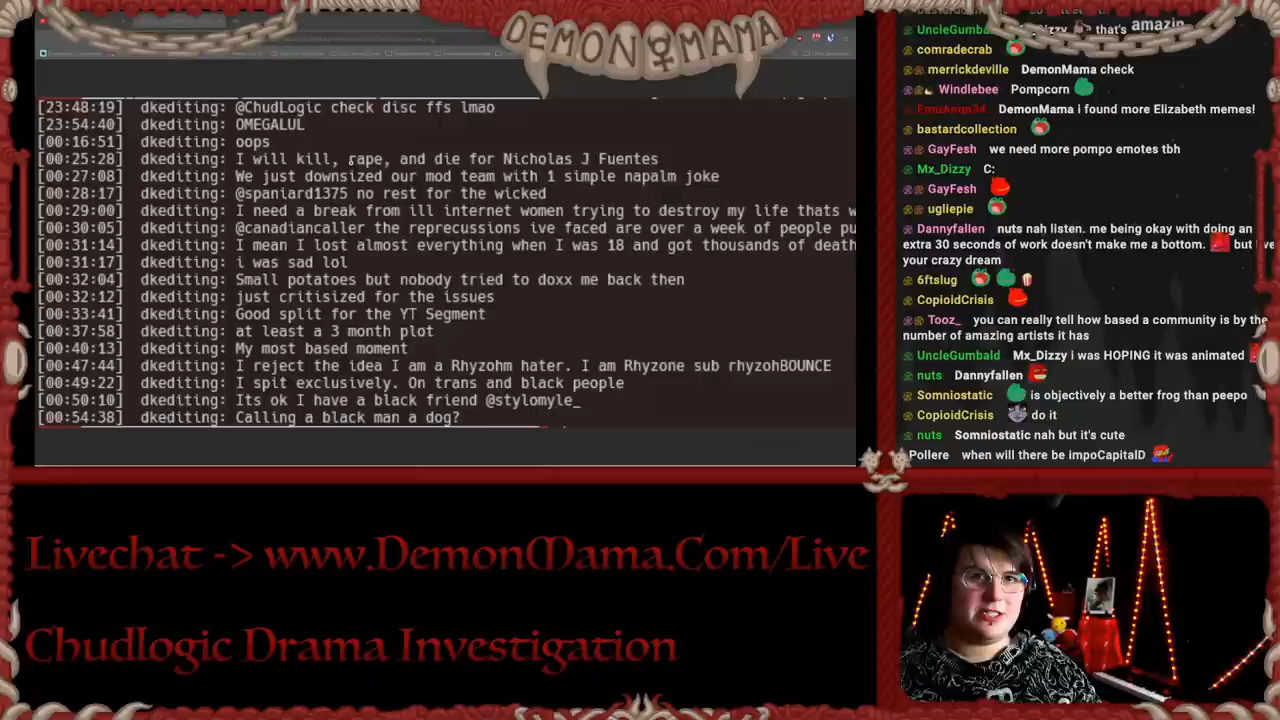 DEMON MAMA
[23:48:19] dkediting: @ChudLogic check disc ffs lmao
[23:54:40] dkediting: OMEGALUL
[00:16:51] dkediting: oops
[00:25:28] dkediting: I will kill, rape, and die for Nicholas J Fuentes
[00:27:08] dkediting: We just downsized our mod team with 1 simple napalm joke
[00:28:17] dkediting: @spaniard1375 no rest for the wicked
[00:29:00] dkediting: I need a break from ill internet women trying to destroy my life thats w
[00:30:05] dkediting: @canadiancaller the reprecussions ive faced are over a week of people pu
[00:31:14] dkediting: I mean I lost almost everything when I was 18 and got thousands of death
[00:31:17] dkediting: i was sad lol
[00:32:04] dkediting: Small potatoes but nobody tried to doxx me back then
[00:32:12] dkediting: just critisized for the issues
[00:33:41] dkediting: Good split for the YT Segment
[00:37:58] dkediting: at least a 3 month plot
[00:40:13] dkediting: My most based moment
[00:47:44] dkediting: I reject the idea I am a Rhyzohm hater. I am Rhyzone sub rhyzohBOUNCE
[00:49:22] dkediting: I spit exclusively. On trans and black people
[00:50:10] dkediting: Its ok I have a black friend @stylomyle_
[00:54:38] dkediting: Calling a black man a dog?
that's amazin
comradecrab
merrickdeville DemonMama check
Windlebee Pompcorn
DemonMama i found more Elizabeth memes!
bastardcollection
GayFesh we need more pompo emotes tbh
Mx_Dizzy C:
GayFesh
ugliepie
Dannyfallen nuts nah listen. me being okay with doing an
extra 30 seconds of work doesn't make me a bottom. but
your crazy dream
6ftslug
CopioidCrisis
Tooz_ you can really tell how based a community is by the
number of amazing artists it has
UncleGumbald Mx_Dizzy i was HOPING it was animated
nuts Dannyfallen
Somniostatic is objectively a better frog than peepo
CopioidCrisis do it
nuts Somniostatic nah but it's cute
Pollere when will there be impoCapitalD
Livechat -> www.DemonMama.Com/Live
Chudlogic Drama Investigation